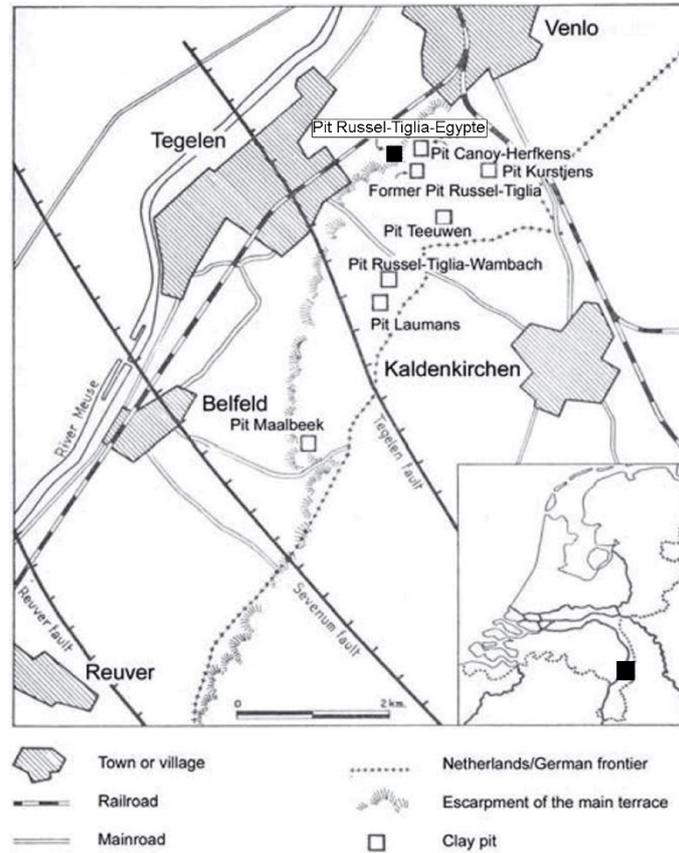 Venlo
Tegelen
Pit Russel-Tiglia-Egypte
Pit Canoy-Herfkens
Pit Kurstjens
Former Pit Russel-Tiglia
Pit Teeuwen
Pit Russel-Tiglia-Wambach
Pit Laumans
Kaldenkirchen
River Meuse
Belfeld
Pit Maalbeek
Tegelen fault
Sevenum fault
Reuver fault
Reuver
0 2 km.
Town or village
Railroad
Mainroad
Netherlands/German frontier
Escarpment of the main terrace
Clay pit